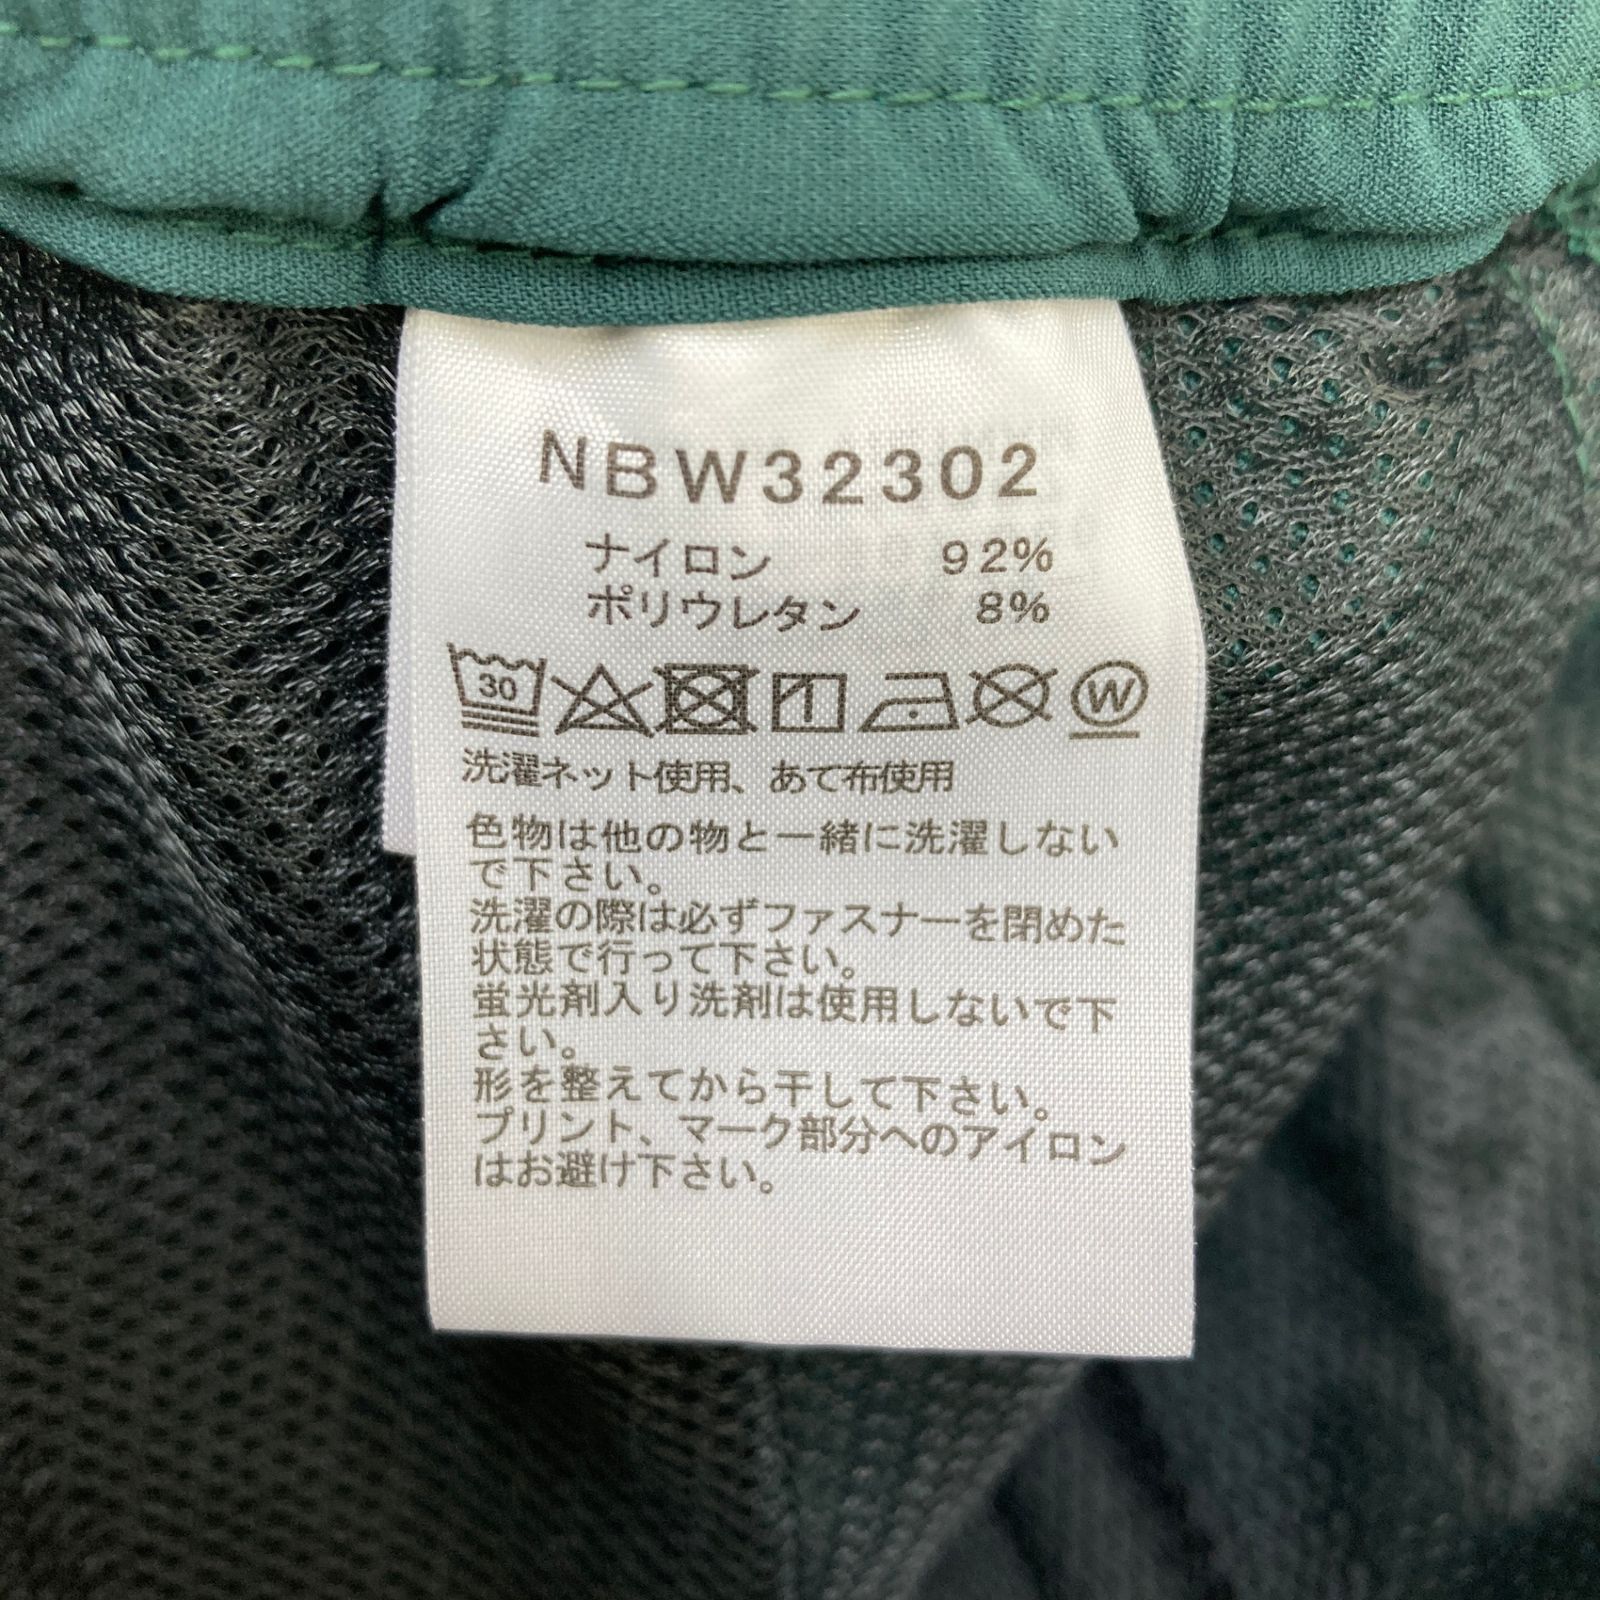 NBW32302
ナイロン 92%
ポリウレタン 8%
30 W
洗濯ネット使用、あて布使用
色物は他の物と一緒に洗濯しない
で下さい。
洗濯の際は必ずファスナーを閉めた
状態で行って下さい。
蛍光剤入り洗剤は使用しないで下
さい。
形を整えてから干して下さい。
プリント、マーク部分へのアイロン
はお避け下さい。